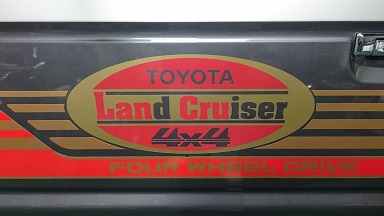 TOYOTA
Land Cruiser
4x4
FOUR WHEEL DRIVE